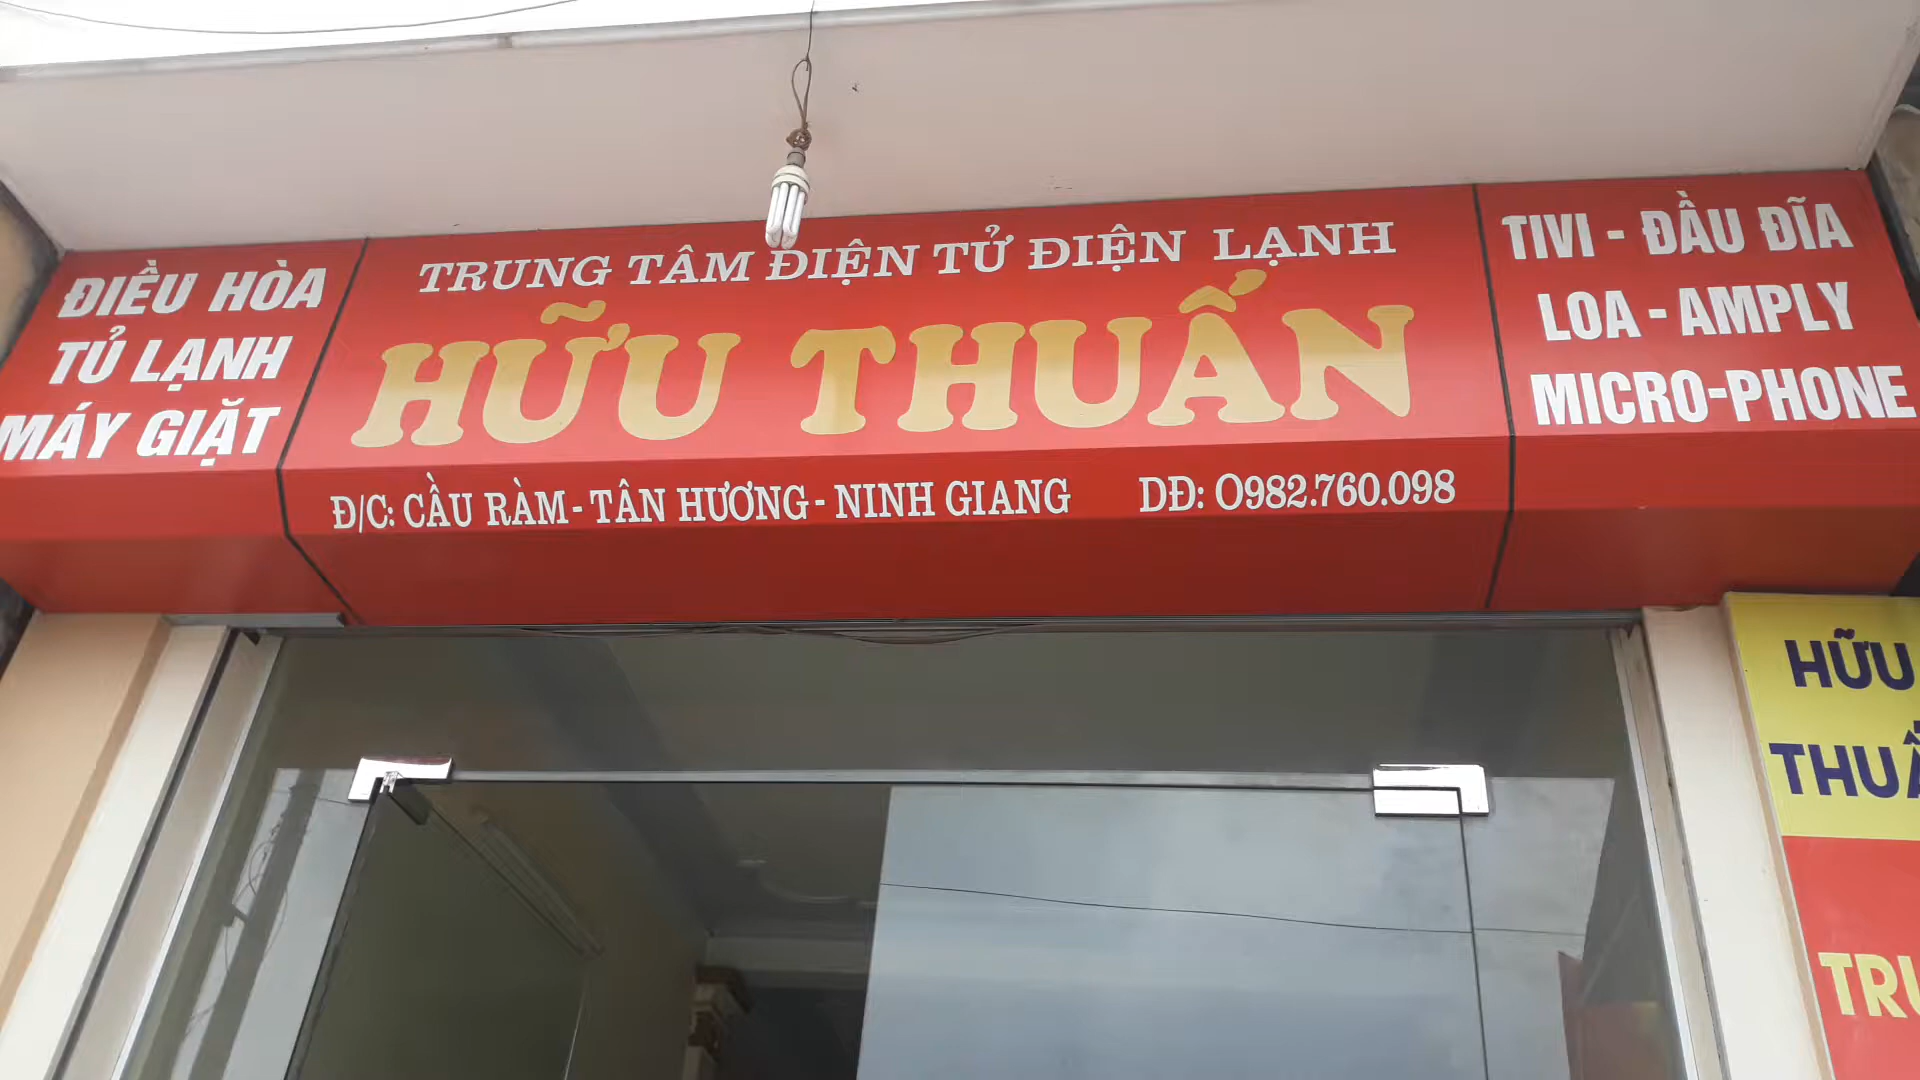 ĐIỀU HÒA
TỦ LẠNH
MÁY GIẶT
TRUNG TÂM ĐIỆN TỬ ĐIỆN LẠNH
HỮU THUẤN
Đ/C: CẦU RÀM - TÂN HƯƠNG - NINH GIANG DĐ: 0982.760.098
TIVI - ĐẦU ĐĨA
LOA - AMPLY
MICRO-PHONE
HỮU